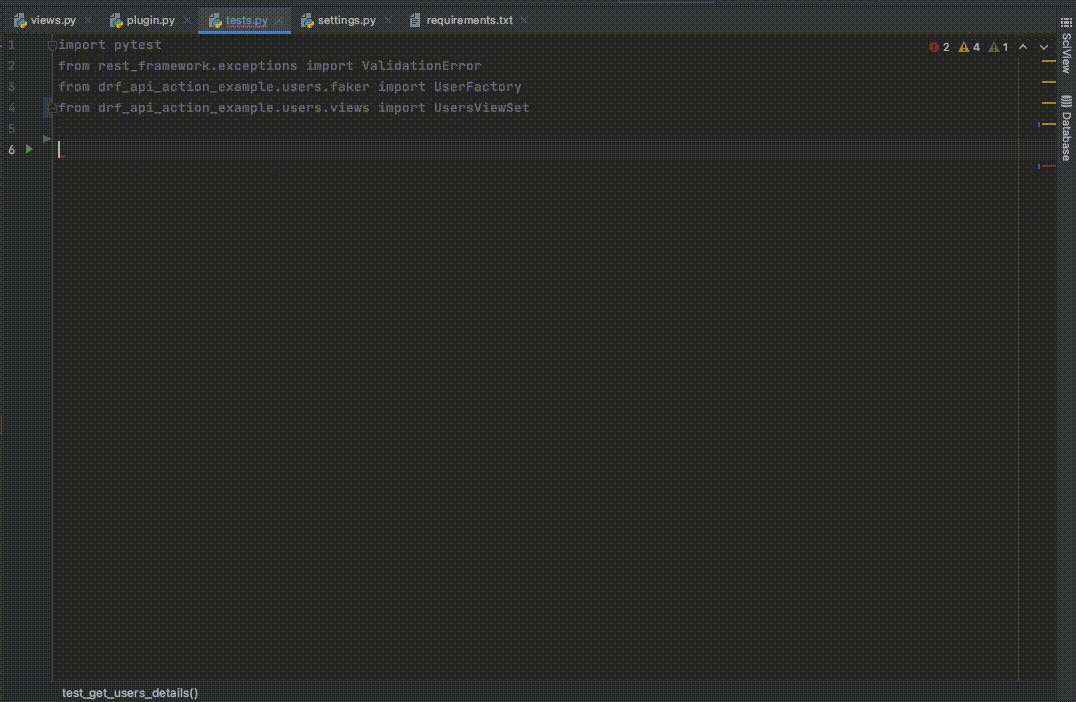 views.py plugin.py tests.py settings.py requirements.txt
1 import pytest 2 4 1
2 from rest_framework.exceptions import ValidationError
3 from drf_api_action_example.users.faker import UserFactory
4 from drf_api_action_example.users.views import UsersViewSet
5
6
SciView
Database
test_get_users_details()